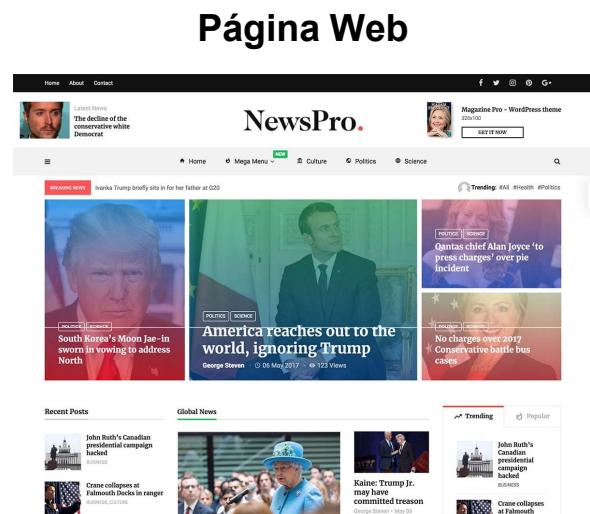 Página Web
Home About Contact
Latest News
The decline of the
conservative white
Democrat
NewsPro.
Magazine Pro - WordPress theme
320x100
GET IT NOW
Home
Mega Menu
NEW
Culture
Politics
Science
BREAKING NEWS
Ivanka Trump briefly sits in for her father at G20
Trending: #All #Health #Politics
POLITICS SCIENCE
South Korea's Moon Jae-in
sworn in vowing to address
North
POLITICS SCIENCE
America reaches out to the
world, ignoring Trump
George Steven - 06 May 2017 - 123 Views
POLITICS SCIENCE
Qantas chief Alan Joyce 'to
press charges' over pie
incident
POLITICS SCIENCE
No charges over 2017
Conservative battle bus
cases
Recent Posts
John Ruth's Canadian
presidential campaign
hacked
BUSINESS
Crane collapses at
Falmouth Docks in ranger
BUSINESS, CULTURE
Global News
Kaine: Trump Jr.
may have
committed treason
George Steven • May 06
Trending
Popular
John Ruth's
Canadian
presidential
campaign
hacked
BUSINESS
Crane collapses
at Falmouth